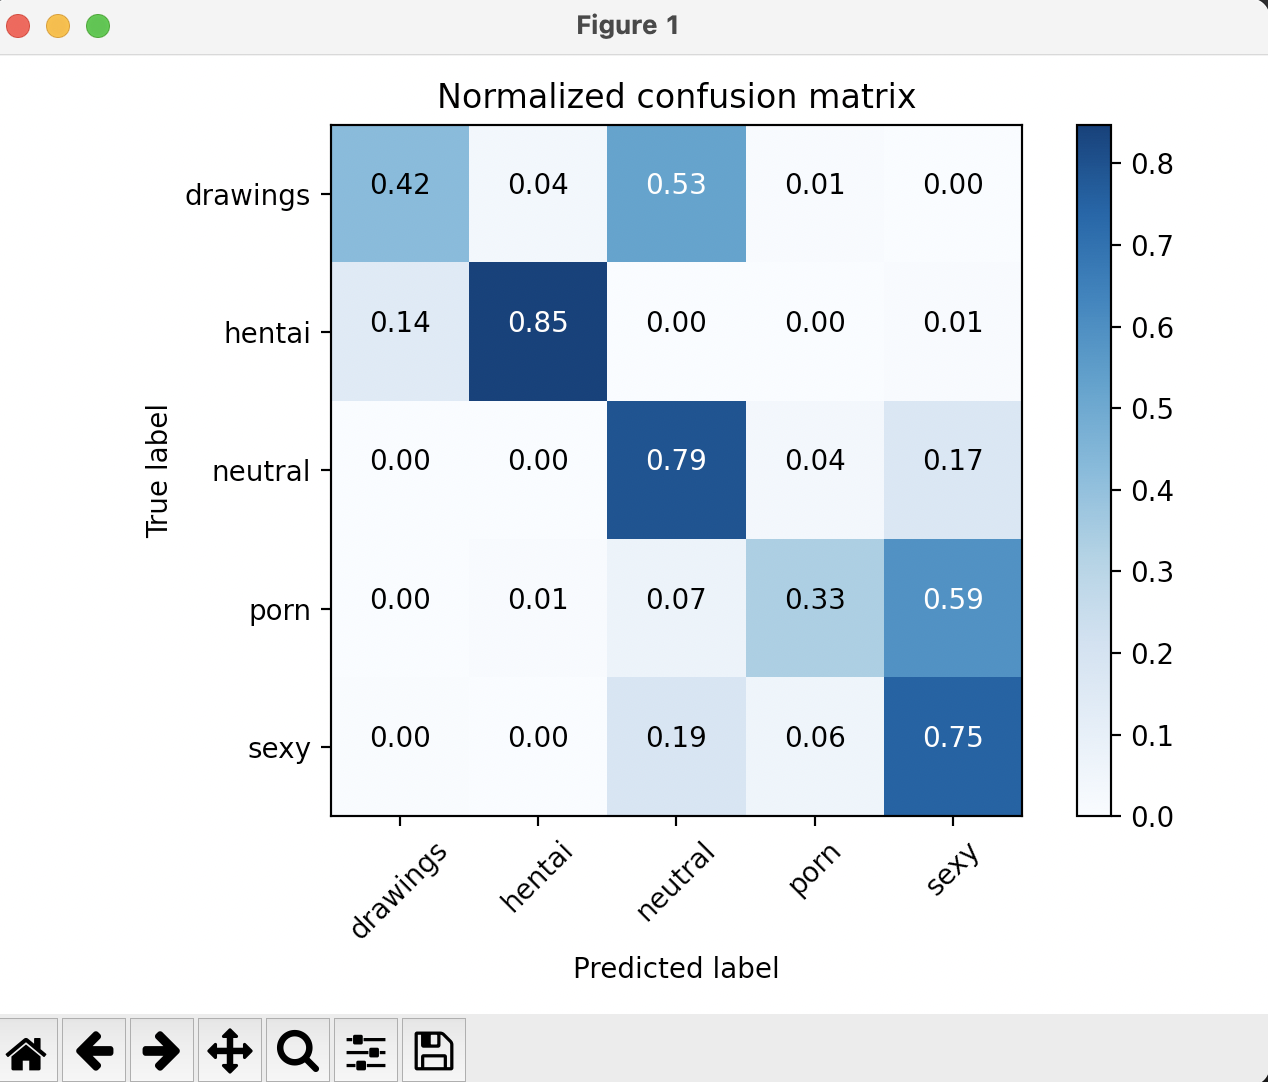 Figure 1
Normalized confusion matrix
drawings 0.42 0.04 0.53 0.01 0.00
hentai 0.14 0.85 0.00 0.00 0.01
neutral 0.00 0.00 0.79 0.04 0.17
porn 0.00 0.01 0.07 0.33 0.59
sexy 0.00 0.00 0.19 0.06 0.75
True label
drawings hentai neutral porn sexy
Predicted label
0.8
0.7
0.6
0.5
0.4
0.3
0.2
0.1
0.0